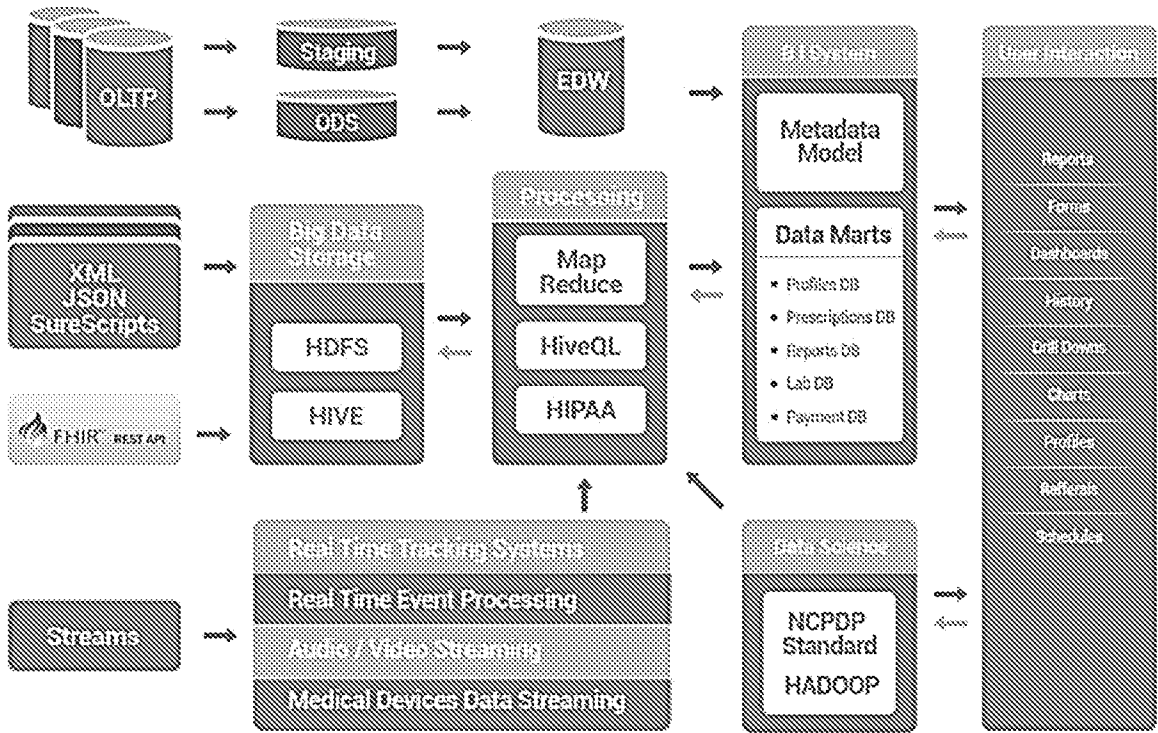 OLTP
Staging
ODS
EDW
XML
JSON
SureScripts
FHIR™ REST API
Streams
Big Data
Storage
HDFS
HIVE
Processing
Map
Reduce
HiveQL
HIPAA
Real Time Tracking Systems
Real Time Event Processing
Audio / Video Streaming
Medical Devices Data Streaming
B I System
Metadata
Model
Data Marts
• Profiles DB
• Prescriptions DB
• Reports DB
• Lab DB
• Payment DB
Data Science
NCPDP
Standard
HADOOP
User Interaction
Reports
Forms
Dashboards
History
Drill Downs
Charts
Profiles
Referrals
Schedules